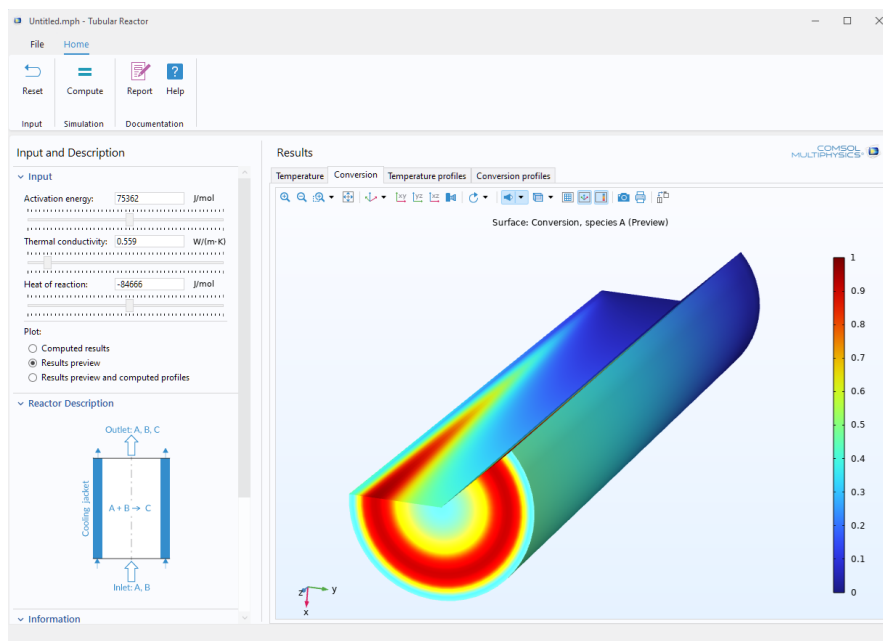 Untitled.mph - Tubular Reactor
File Home
Reset Compute Report Help
Input Simulation Documentation
Input and Description
Input
Activation energy: 75362 J/mol
Thermal conductivity: 0.559 W/(m·K)
Heat of reaction: -84666 J/mol
Plot:
Computed results
Results preview
Results preview and computed profiles
Reactor Description
Outlet: A, B, C
Cooling jacket
A + B → C
Inlet: A, B
Information
Results
COMSOL
MULTIPHYSICS®
Temperature Conversion Temperature profiles Conversion profiles
xy yz xz
Surface: Conversion, species A (Preview)
1
0.9
0.8
0.7
0.6
0.5
0.4
0.3
0.2
0.1
0
z y
x